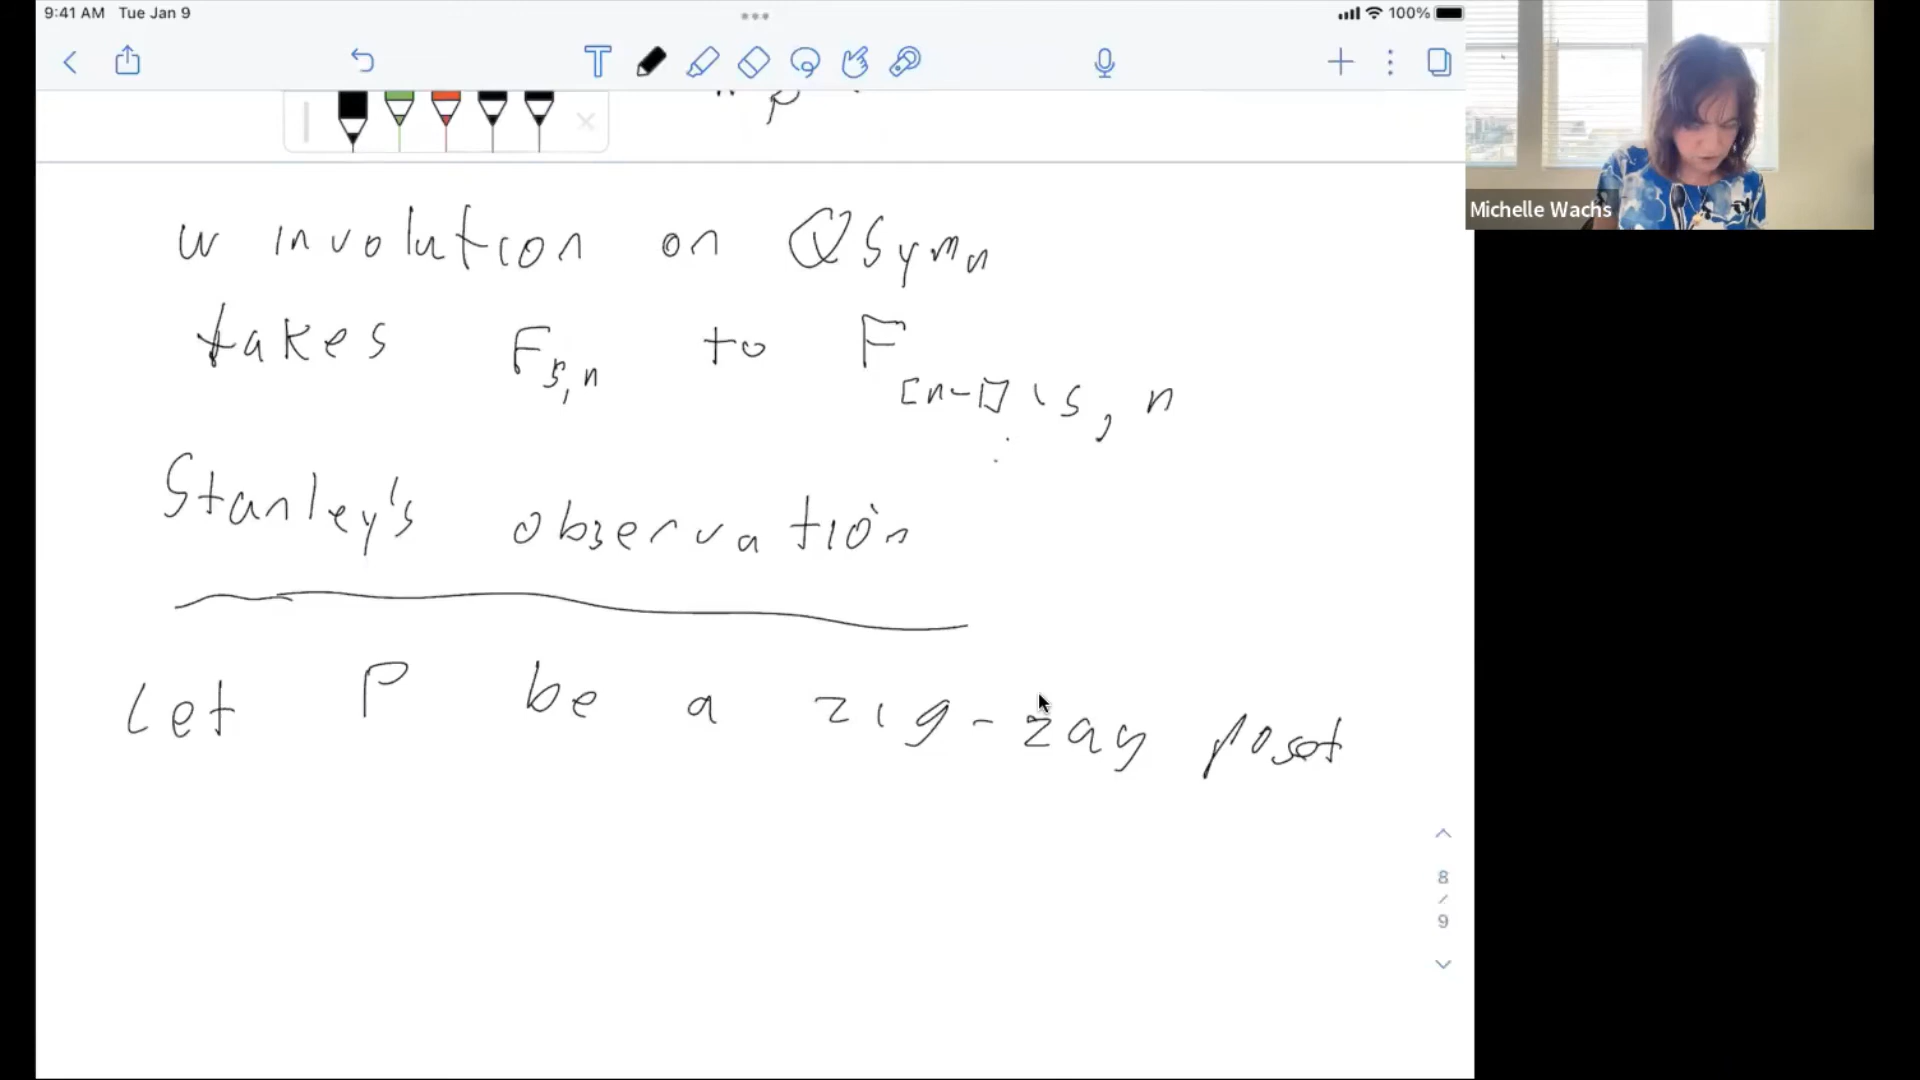 9:41 AM Tue Jan 9
100%
Michelle Wachs
w involution on QSym_n
takes F_{S,n} to F_{[n-1]\S, n}
Stanley's observation
Let P be a zig-zag poset
8
/
9